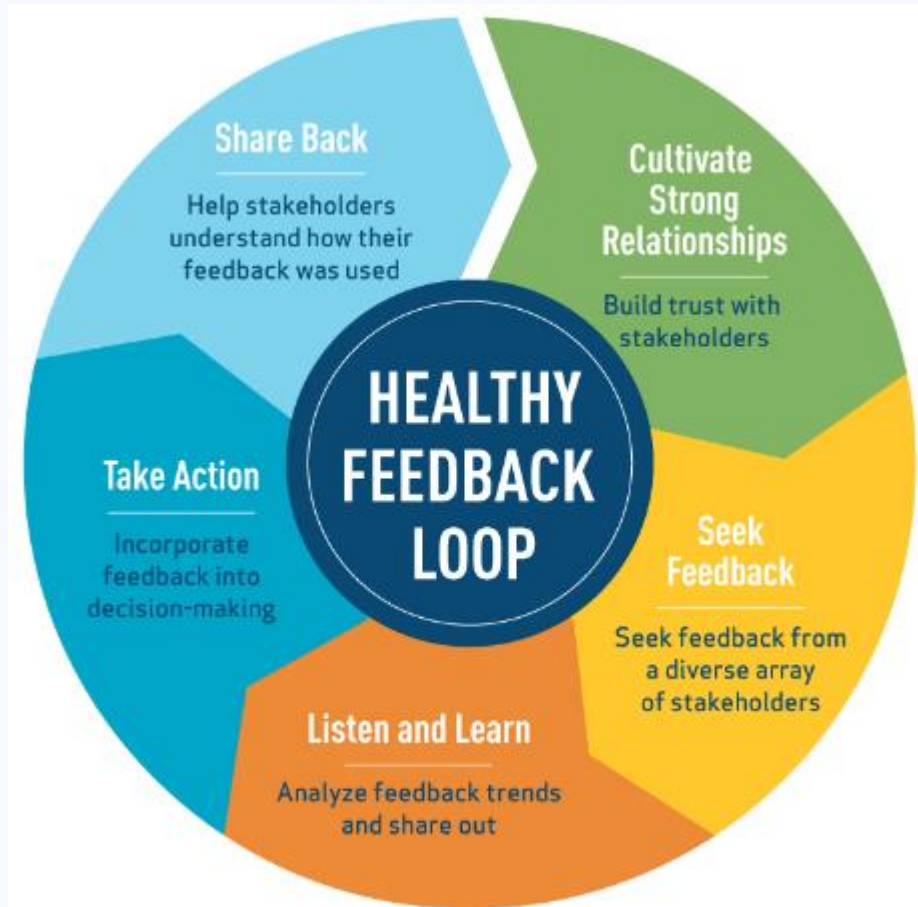 HEALTHY
FEEDBACK
LOOP
Cultivate
Strong
Relationships
Build trust with
stakeholders
Seek
Feedback
Seek feedback from
a diverse array
of stakeholders
Listen and Learn
Analyze feedback trends
and share out
Take Action
Incorporate
feedback into
decision-making
Share Back
Help stakeholders
understand how their
feedback was used